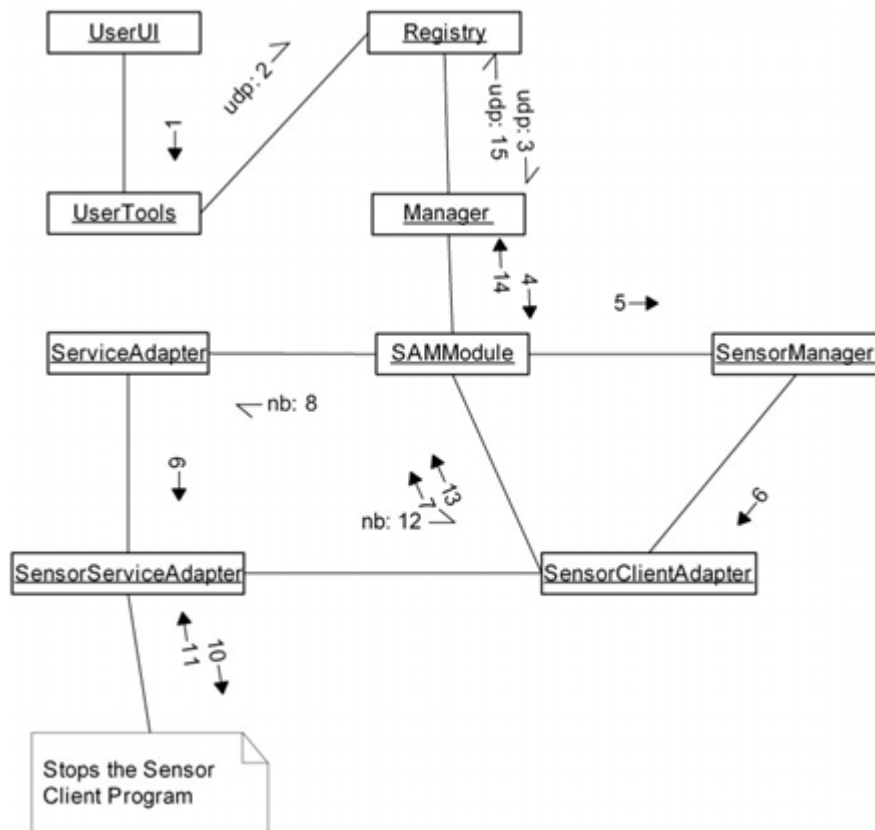 UserUI
Registry
udp: 2
udp: 3
udp: 15
1
UserTools
Manager
14
4
5
ServiceAdapter
SAMModule
SensorManager
nb: 8
9
13
7
nb: 12
6
SensorServiceAdapter
SensorClientAdapter
10
11
Stops the Sensor
Client Program